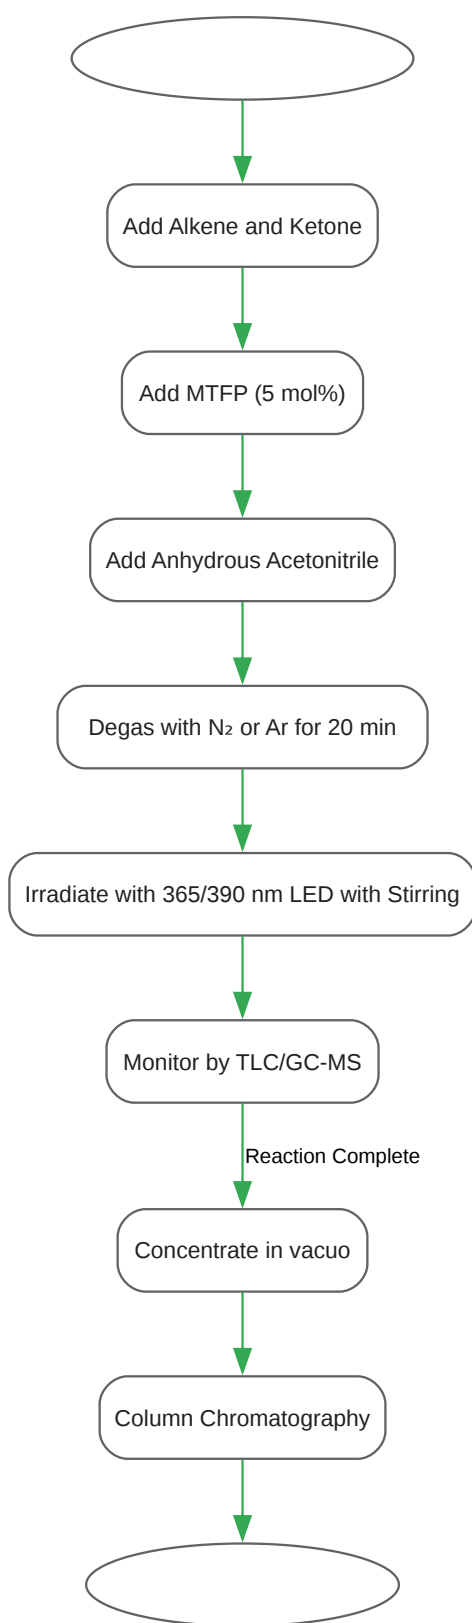 Add Alkene and Ketone
Add MTFP (5 mol%)
Add Anhydrous Acetonitrile
Degas with N₂ or Ar for 20 min
Irradiate with 365/390 nm LED with Stirring
Monitor by TLC/GC-MS
Reaction Complete
Concentrate in vacuo
Column Chromatography